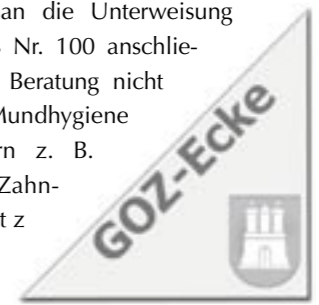 an die Unterweisung
Nr. 100 anschlie-
Beratung nicht
Mundhygiene
rn z. B.
Zahn-
t z
GOZ-Ecke